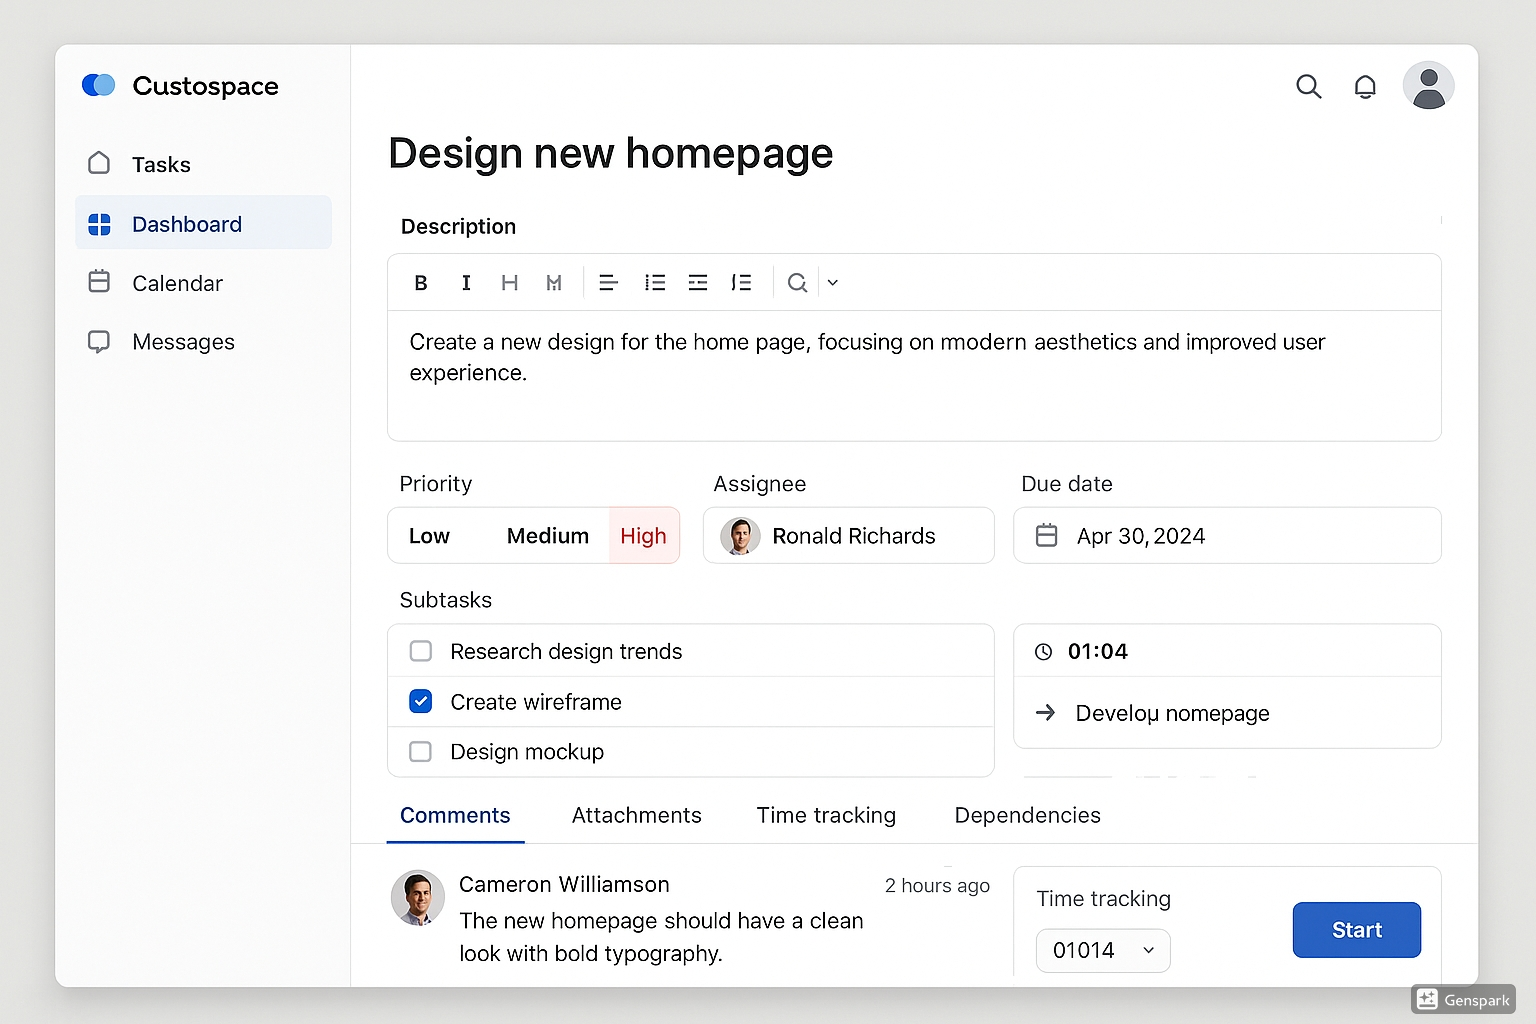 Custospace
Tasks
Dashboard
Calendar
Messages
Design new homepage
Description
B I H M
Create a new design for the home page, focusing on mmodern aesthetics and improved user
experience.
Priority
Low Medium High
Assignee
Ronald Richards
Due date
Apr 30, 2024
Subtasks
Research design trends
Create wireframe
Design mockup
01:04
Develoµ nomepage
Comments Attachments Time tracking Dependencies
Cameron Williamson 2 hours ago
The new homepage should have a clean
look with bold typography.
Time tracking
01014
Start
Genspark